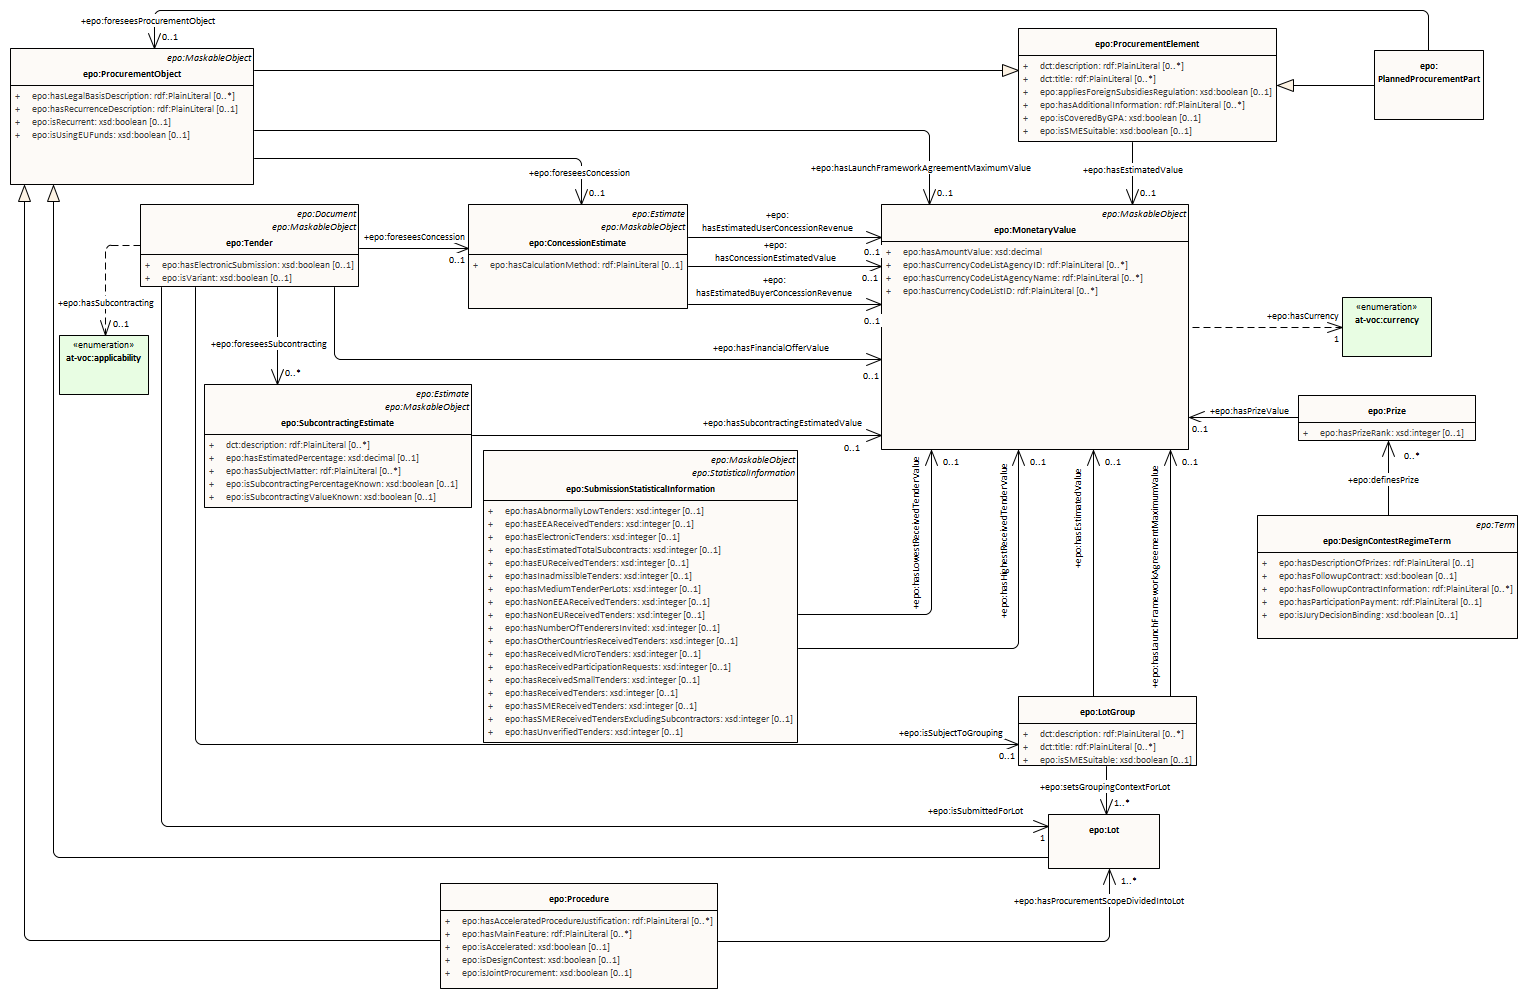 +epo:foreseesProcurementObject
0..1
epo:MaskableObject
epo:ProcurementObject
+ epo:hasLegalBasisDescription: rdf:PlainLiteral [0..*]
+ epo:hasRecurrenceDescription: rdf:PlainLiteral [0..1]
+ epo:isRecurrent: xsd:boolean [0..1]
+ epo:isUsingEUFunds: xsd:boolean [0..1]
epo:ProcurementElement
+ dct:description: rdf:PlainLiteral [0..*]
+ dct:title: rdf:PlainLiteral [0..*]
+ epo:appliesForeignSubsidiesRegulation: xsd:boolean [0..1]
+ epo:hasAdditionalInformation: rdf:PlainLiteral [0..*]
+ epo:isCoveredByGPA: xsd:boolean [0..1]
+ epo:isSMESuitable: xsd:boolean [0..1]
epo:
PlannedProcurementPart
+epo:foreseesConcession
0..1
+epo:hasLaunchFrameworkAgreementMaximumValue
0..1
+epo:hasEstimatedValue
0..1
epo:Document
epo:MaskableObject
epo:Tender
+ epo:hasElectronicSubmission: xsd:boolean [0..1]
+ epo:isVariant: xsd:boolean [0..1]
+epo:foreseesConcession
0..1
epo:Estimate
epo:MaskableObject
epo:ConcessionEstimate
+ epo:hasCalculationMethod: rdf:PlainLiteral [0..1]
+epo:
hasEstimatedUserConcessionRevenue
0..1
+epo:
hasConcessionEstimatedValue
0..1
+epo:
hasEstimatedBuyerConcessionRevenue
0..1
epo:MaskableObject
epo:MonetaryValue
+ epo:hasAmountValue: xsd:decimal
+ epo:hasCurrencyCodeListAgencyID: rdf:PlainLiteral [0..*]
+ epo:hasCurrencyCodeListAgencyName: rdf:PlainLiteral [0..*]
+ epo:hasCurrencyCodeListID: rdf:PlainLiteral [0..*]
+epo:hasCurrency
1
«enumeration»
at-voc:currency
+epo:hasSubcontracting
0..1
«enumeration»
at-voc:applicability
+epo:foreseesSubcontracting
0..*
+epo:hasFinancialOfferValue
0..1
epo:Estimate
epo:MaskableObject
epo:SubcontractingEstimate
+ dct:description: rdf:PlainLiteral [0..*]
+ epo:hasEstimatedPercentage: xsd:decimal [0..1]
+ epo:hasSubjectMatter: rdf:PlainLiteral [0..*]
+ epo:isSubcontractingPercentageKnown: xsd:boolean [0..1]
+ epo:isSubcontractingValueKnown: xsd:boolean [0..1]
+epo:hasSubcontractingEstimatedValue
0..1
+epo:hasPrizeValue
0..1
epo:Prize
+ epo:hasPrizeRank: xsd:integer [0..1]
0..*
+epo:definesPrize
epo:Term
epo:DesignContestRegimeTerm
+ epo:hasDescriptionOfPrizes: rdf:PlainLiteral [0..1]
+ epo:hasFollowupContract: xsd:boolean [0..1]
+ epo:hasFollowupContractInformation: rdf:PlainLiteral [0..*]
+ epo:hasParticipationPayment: rdf:PlainLiteral [0..1]
+ epo:isJuryDecisionBinding: xsd:boolean [0..1]
epo:MaskableObject
epo:StatisticalInformation
epo:SubmissionStatisticalInformation
+ epo:hasAbnormallyLowTenders: xsd:integer [0..1]
+ epo:hasEEAReceivedTenders: xsd:integer [0..1]
+ epo:hasElectronicTenders: xsd:integer [0..1]
+ epo:hasEstimatedTotalSubcontracts: xsd:integer [0..1]
+ epo:hasEUReceivedTenders: xsd:integer [0..1]
+ epo:hasInadmissibleTenders: xsd:integer [0..1]
+ epo:hasMediumTenderPerLots: xsd:integer [0..1]
+ epo:hasNonEEAReceivedTenders: xsd:integer [0..1]
+ epo:hasNonEUReceivedTenders: xsd:integer [0..1]
+ epo:hasNumberOfTenderersInvited: xsd:integer [0..1]
+ epo:hasOtherCountriesReceivedTenders: xsd:integer [0..1]
+ epo:hasReceivedMicroTenders: xsd:integer [0..1]
+ epo:hasReceivedParticipationRequests: xsd:integer [0..1]
+ epo:hasReceivedSmallTenders: xsd:integer [0..1]
+ epo:hasReceivedTenders: xsd:integer [0..1]
+ epo:hasSMEReceivedTenders: xsd:integer [0..1]
+ epo:hasSMEReceivedTendersExcludingSubcontractors: xsd:integer [0..1]
+ epo:hasUnverifiedTenders: xsd:integer [0..1]
+epo:hasLowestReceivedTenderValue
0..1
+epo:hasHighestReceivedTenderValue
0..1
+epo:hasEstimatedValue
0..1
+epo:hasLaunchFrameworkAgreementMaximumValue
0..1
epo:LotGroup
+ dct:description: rdf:PlainLiteral [0..*]
+ dct:title: rdf:PlainLiteral [0..*]
+ epo:isSMESuitable: xsd:boolean [0..1]
+epo:isSubjectToGrouping
0..1
+epo:setsGroupingContextForLot
1..*
+epo:isSubmittedForLot
1
epo:Lot
1..*
+epo:hasProcurementScopeDividedIntoLot
epo:Procedure
+ epo:hasAcceleratedProcedureJustification: rdf:PlainLiteral [0..*]
+ epo:hasMainFeature: rdf:PlainLiteral [0..*]
+ epo:isAccelerated: xsd:boolean [0..1]
+ epo:isDesignContest: xsd:boolean [0..1]
+ epo:isJointProcurement: xsd:boolean [0..1]